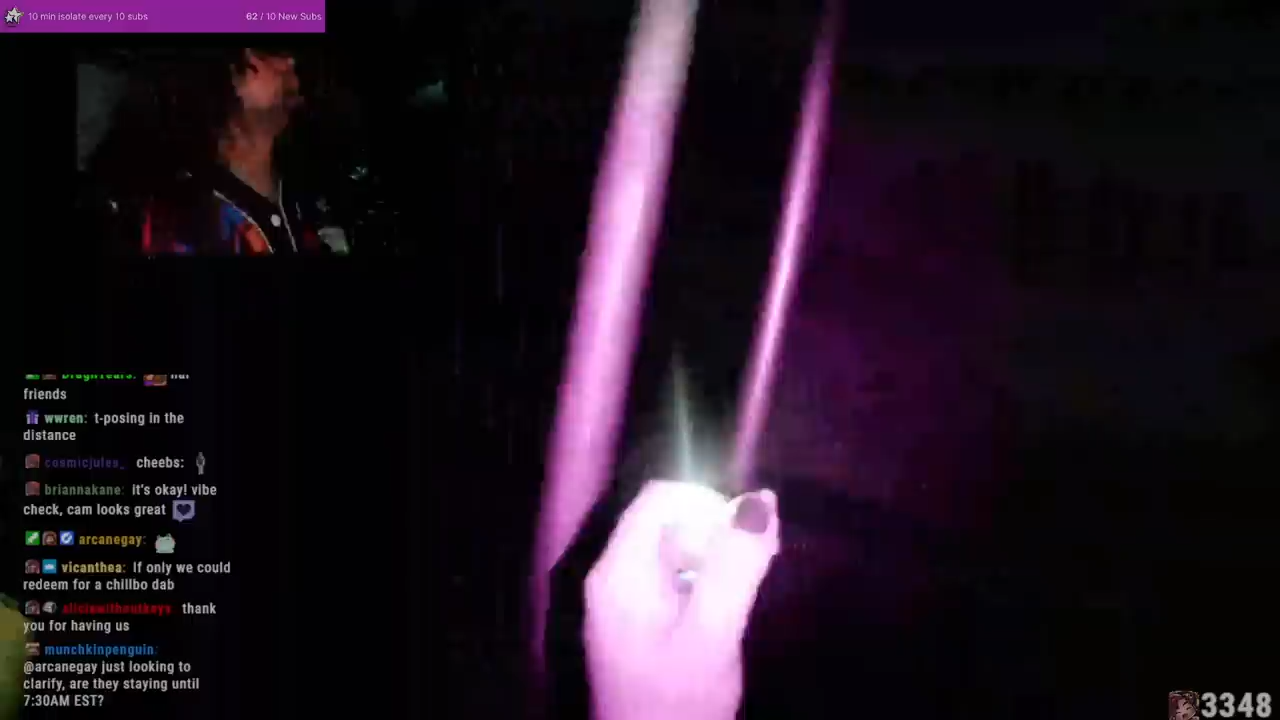 10 min isolate every 10 subs
62 / 10 New Subs
friends
wwren: t-posing in the
distance
cosmicjules_ cheebs:
briannakane: it's okay! vibe
check, cam looks great
arcanegay:
vicanthea: If only we could
redeem for a chillbo dab
thank
you for having us
munchkinpenguin:
@arcanegay just looking to
clarify, are they staying until
7:30AM EST?
3348